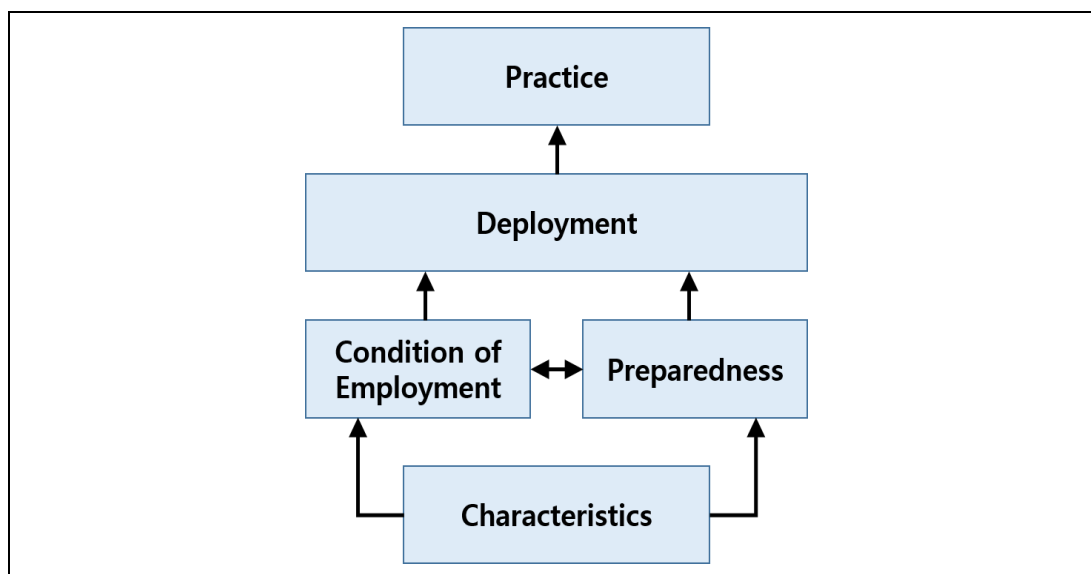 Practice
Deployment
Condition of
Employment
Preparedness
Characteristics